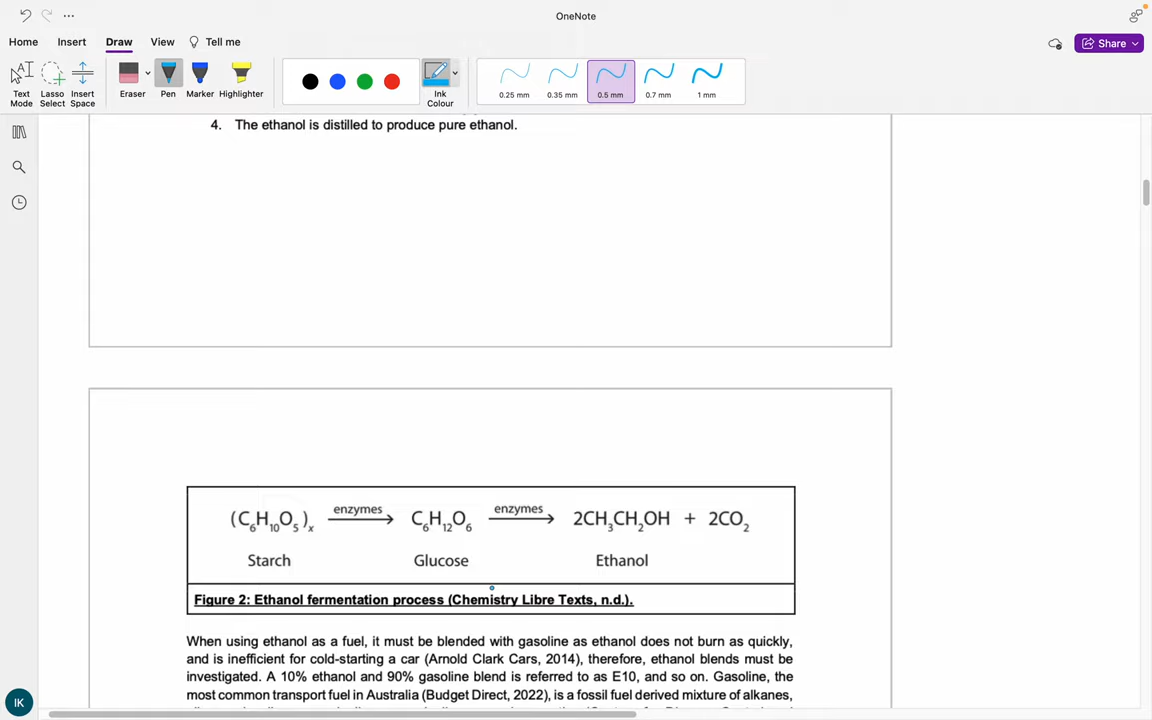 OneNote
Home Insert Draw View Tell me
Share
Text Mode
Lasso Select
Insert Space
Eraser
Pen
Marker
Highlighter
Ink Colour
0.25 mm
0.35 mm
0.5 mm
0.7 mm
1 mm
4. The ethanol is distilled to produce pure ethanol.
(C₆H₁₀O₅)ₓ enzymes → C₆H₁₂O₆ enzymes → 2CH₃CH₂OH + 2CO₂
Starch Glucose Ethanol
Figure 2: Ethanol fermentation process (Chemistry Libre Texts, n.d.).
When using ethanol as a fuel, it must be blended with gasoline as ethanol does not burn as quickly,
and is inefficient for cold-starting a car (Arnold Clark Cars, 2014), therefore, ethanol blends must be
investigated. A 10% ethanol and 90% gasoline blend is referred to as E10, and so on. Gasoline, the
most common transport fuel in Australia (Budget Direct, 2022), is a fossil fuel derived mixture of alkanes,
IK